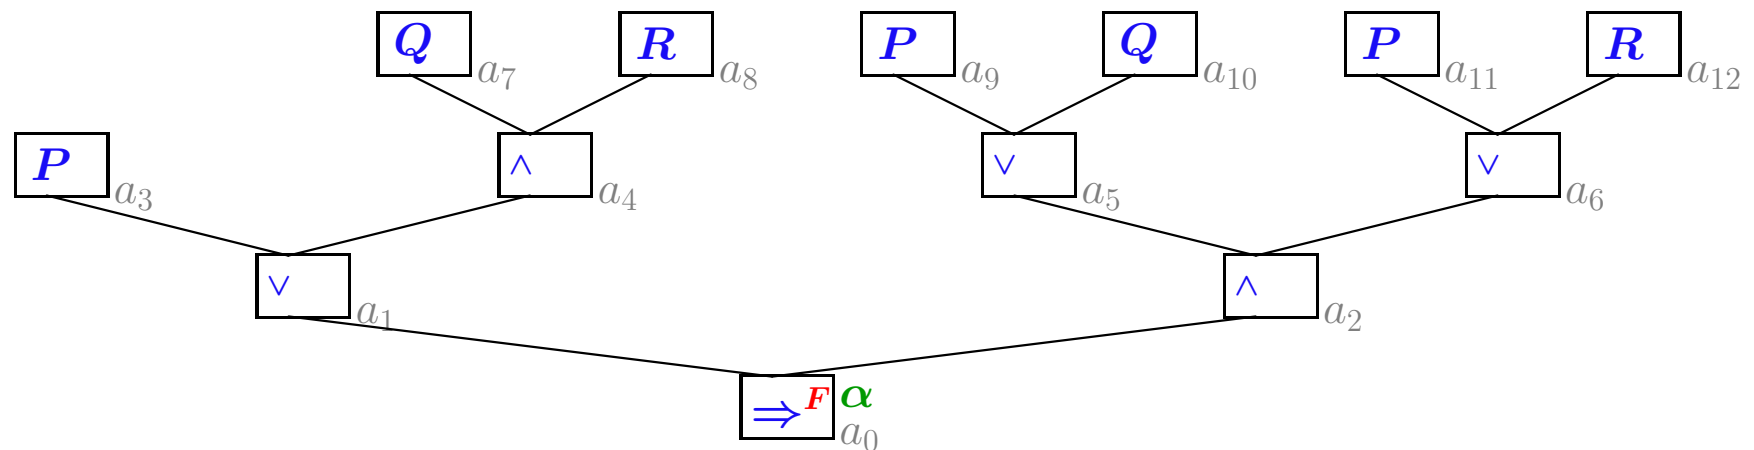 Q a₇ R a₈ P a₉ Q a₁₀ P a₁₁ R a₁₂
P a₃ ∧ a₄ ∨ a₅ ∨ a₆
∨ a₁ ∧ a₂
⇒F α a₀